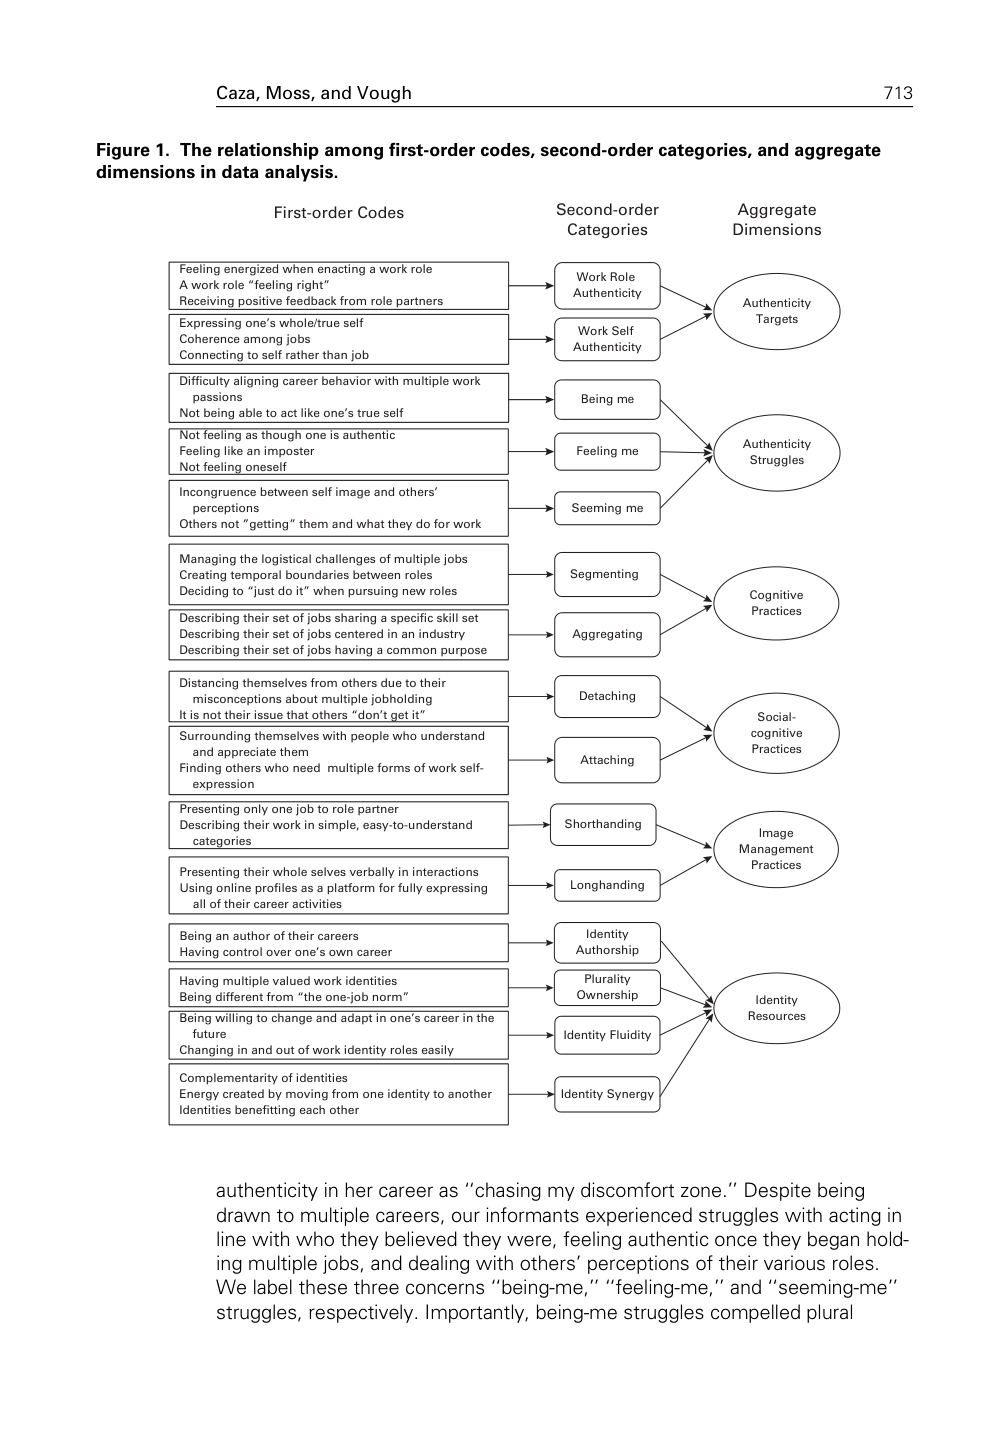 Caza, Moss, and Vough 713
Figure 1. The relationship among first-order codes, second-order categories, and aggregate
dimensions in data analysis.
First-order Codes
Second-order
Categories
Aggregate
Dimensions
Feeling energized when enacting a work role
A work role “feeling right”
Receiving positive feedback from role partners
Work Role
Authenticity
Expressing one’s whole/true self
Coherence among jobs
Connecting to self rather than job
Work Self
Authenticity
Authenticity
Targets
Difficulty aligning career behavior with multiple work
passions
Not being able to act like one’s true self
Being me
Not feeling as though one is authentic
Feeling like an imposter
Not feeling oneself
Feeling me
Incongruence between self image and others’
perceptions
Others not ”getting” them and what they do for work
Seeming me
Authenticity
Struggles
Managing the logistical challenges of multiple jobs
Creating temporal boundaries between roles
Deciding to “just do it” when pursuing new roles
Segmenting
Describing their set of jobs sharing a specific skill set
Describing their set of jobs centered in an industry
Describing their set of jobs having a common purpose
Aggregating
Cognitive
Practices
Distancing themselves from others due to their
misconceptions about multiple jobholding
It is not their issue that others “don’t get it”
Detaching
Surrounding themselves with people who understand
and appreciate them
Finding others who need multiple forms of work self-
expression
Attaching
Social-
cognitive
Practices
Presenting only one job to role partner
Describing their work in simple, easy-to-understand
categories
Shorthanding
Presenting their whole selves verbally in interactions
Using online profiles as a platform for fully expressing
all of their career activities
Longhanding
Image
Management
Practices
Being an author of their careers
Having control over one’s own career
Identity
Authorship
Having multiple valued work identities
Being different from “the one-job norm”
Plurality
Ownership
Being willing to change and adapt in one’s career in the
future
Changing in and out of work identity roles easily
Identity Fluidity
Complementarity of identities
Energy created by moving from one identity to another
Identities benefitting each other
Identity Synergy
Identity
Resources
authenticity in her career as ‘‘chasing my discomfort zone.’’ Despite being
drawn to multiple careers, our informants experienced struggles with acting in
line with who they believed they were, feeling authentic once they began hold-
ing multiple jobs, and dealing with others’ perceptions of their various roles.
We label these three concerns ‘‘being-me,’’ ‘‘feeling-me,’’ and ‘‘seeming-me’’
struggles, respectively. Importantly, being-me struggles compelled plural